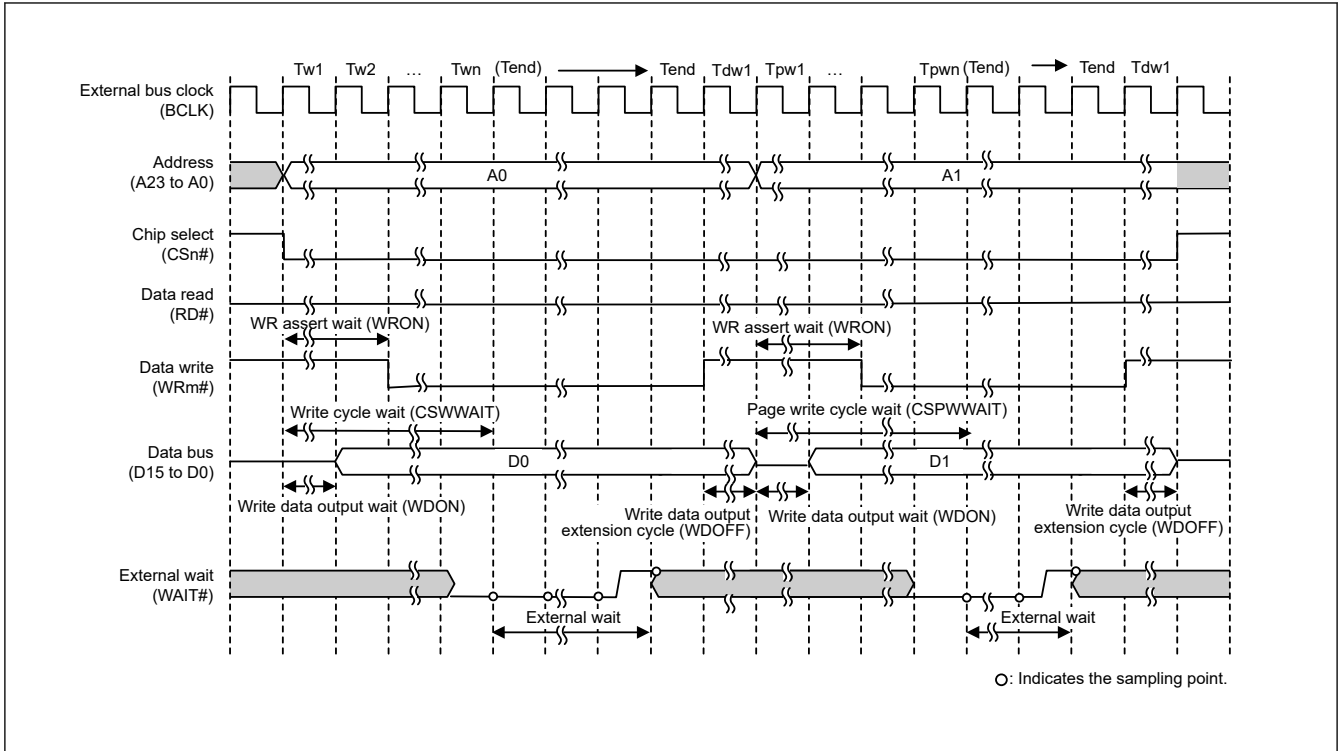 Tw1 Tw2 … Twn (Tend) Tend Tdw1 Tpw1 … Tpwn (Tend) Tend Tdw1
External bus clock
(BCLK)
Address
(A23 to A0)
A0 A1
Chip select
(CSn#)
Data read
(RD#)
WR assert wait (WRON) WR assert wait (WRON)
Data write
(WRm#)
Write cycle wait (CSWWAIT) Page write cycle wait (CSPWWAIT)
Data bus
(D15 to D0)
D0 D1
Write data output wait (WDON)
Write data output
extension cycle (WDOFF)
Write data output wait (WDON)
Write data output
extension cycle (WDOFF)
External wait
(WAIT#)
External wait External wait
O: Indicates the sampling point.